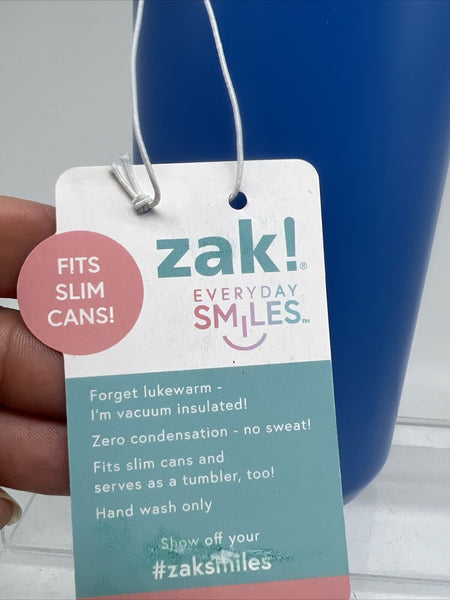 FITS
SLIM
CANS!
zak!®
EVERYDAY
SMILES™
Forget lukewarm -
I'm vacuum insulated!
Zero condensation - no sweat!
Fits slim cans and
serves as a tumbler, too!
Hand wash only
Show off your
#zaksmiles